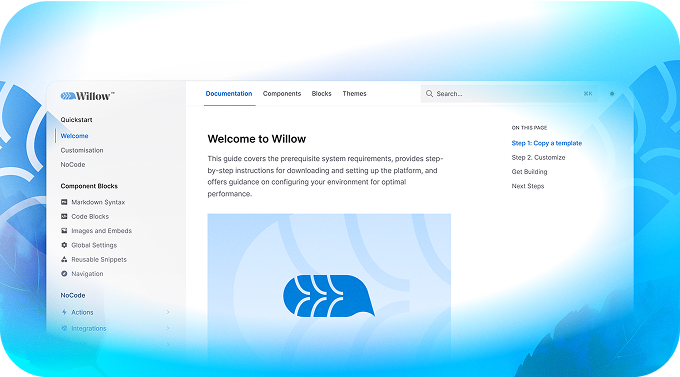 Willow™
Documentation
Components
Blocks
Themes
Search...
⌘K
Quickstart
Welcome
Customisation
NoCode
Component Blocks
Markdown Syntax
Code Blocks
Images and Embeds
Global Settings
Reusable Snippets
Navigation
NoCode
Actions
Integrations
Welcome to Willow
This guide covers the prerequisite system requirements, provides step-
by-step instructions for downloading and setting up the platform, and
offers guidance on configuring your environment for optimal
performance.
ON THIS PAGE
Step 1: Copy a template
Step 2. Customize
Get Building
Next Steps